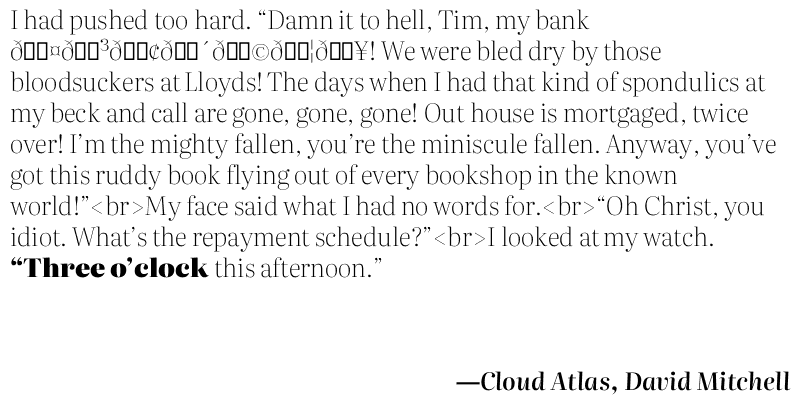 I had pushed too hard. “Damn it to hell, Tim, my bank
! We were bled dry by those
bloodsuckers at Lloyds! The days when I had that kind of spondulics at
my beck and call are gone, gone, gone! Out house is mortgaged, twice
over! I’m the mighty fallen, you’re the miniscule fallen. Anyway, you’ve
got this ruddy book flying out of every bookshop in the known
world!”<br>My face said what I had no words for.<br>“Oh Christ, you
idiot. What’s the repayment schedule?”<br>I looked at my watch.
“Three o’clock this afternoon.”
—Cloud Atlas, David Mitchell